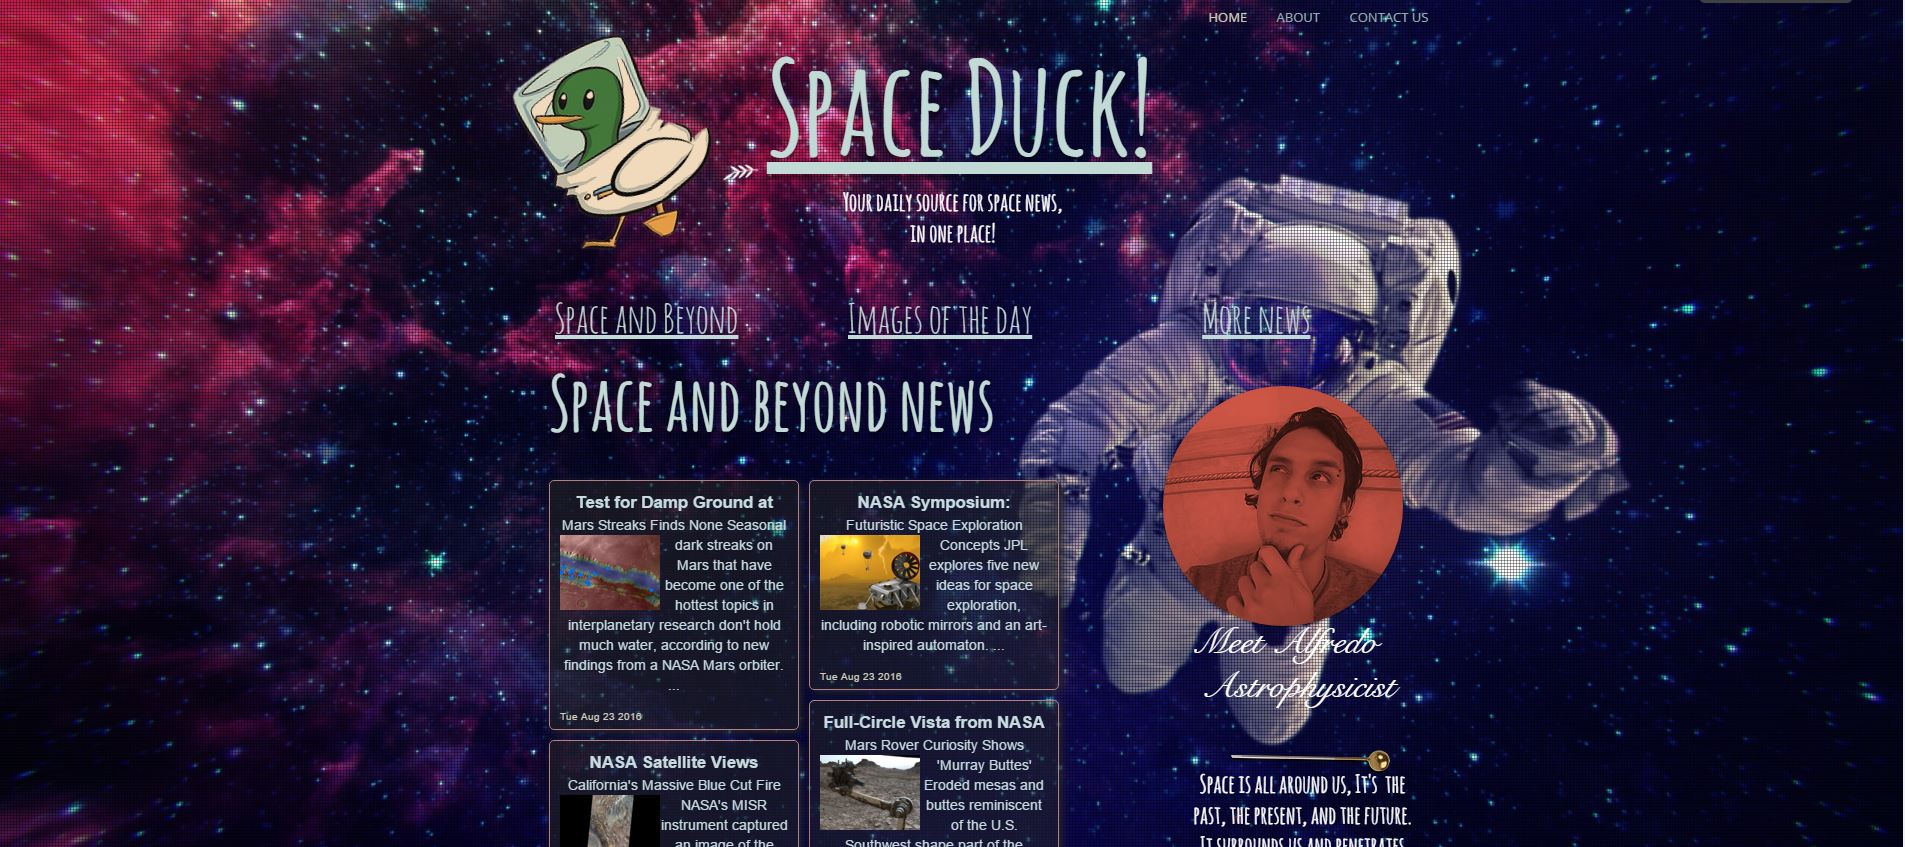 HOME ABOUT CONTACT US
Space Duck!
Your daily source for space news,
in one place!
Space and Beyond
Images of the day
More news
Space and beyond news
Test for Damp Ground at
Mars Streaks Finds None Seasonal
dark streaks on
Mars that have
become one of the
hottest topics in
interplanetary research don't hold
much water, according to new
findings from a NASA Mars orbiter.
...
Tue Aug 23 2016
NASA Satellite Views
California's Massive Blue Cut Fire
NASA's MISR
instrument captured
an image of the
NASA Symposium:
Futuristic Space Exploration
Concepts JPL
explores five new
ideas for space
exploration,
including robotic mirrors and an art-
inspired automaton. ...
Tue Aug 23 2016
Full-Circle Vista from NASA
Mars Rover Curiosity Shows
'Murray Buttes'
Eroded mesas and
buttes reminiscent
of the U.S.
Southwest shape part of the
Meet Alfredo
Astrophysicist
Space is all around us, It's the
past, the present, and the future.
It surrounds us and penetrates